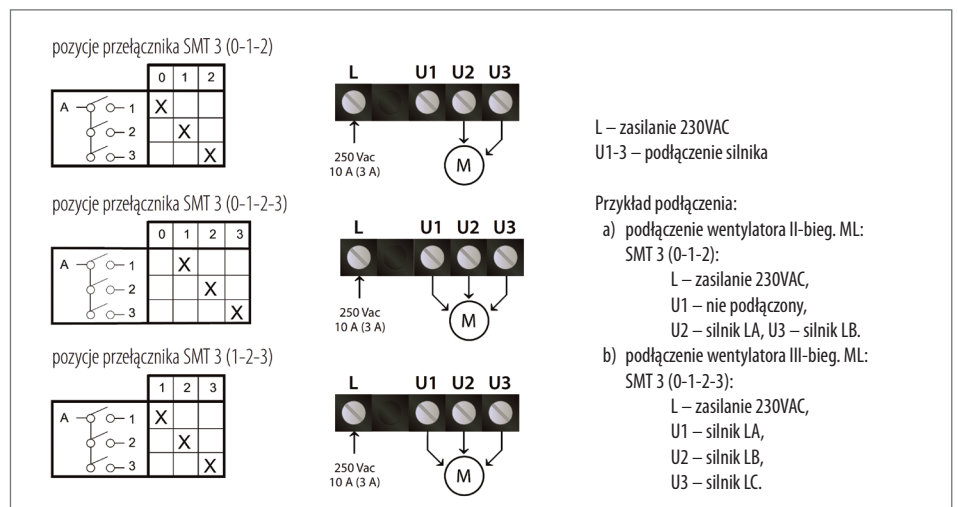 pozycje przełącznika SMT 3 (0-1-2)
0 1 2
A 1 X
2 X
3 X
L U1 U2 U3
250 Vac
10 A (3 A)
M
pozycje przełącznika SMT 3 (0-1-2-3)
0 1 2 3
A 1 X
2 X
3 X
L U1 U2 U3
250 Vac
10 A (3 A)
M
pozycje przełącznika SMT 3 (1-2-3)
1 2 3
A 1 X
2 X
3 X
L U1 U2 U3
250 Vac
10 A (3 A)
M
L – zasilanie 230VAC
U1-3 – podłączenie silnika
Przykład podłączenia:
a) podłączenie wentylatora II-bieg. ML:
SMT 3 (0-1-2):
L – zasilanie 230VAC,
U1 – nie podłączony,
U2 – silnik LA, U3 – silnik LB.
b) podłączenie wentylatora III-bieg. ML:
SMT 3 (0-1-2-3):
L – zasilanie 230VAC,
U1 – silnik LA,
U2 – silnik LB,
U3 – silnik LC.